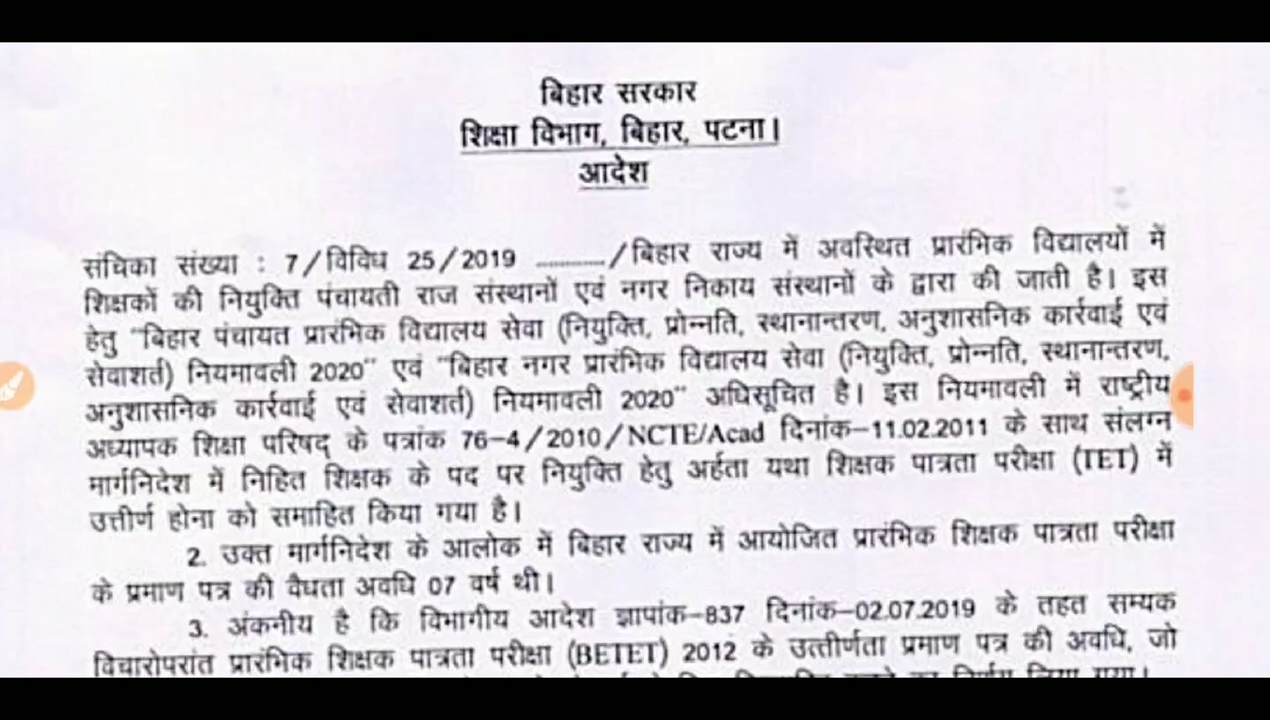 बिहार सरकार
शिक्षा विभाग, बिहार, पटना।
आदेश
संचिका संख्या : 7/विविध 25/2019 ............/बिहार राज्य में अवस्थित प्रारंभिक विद्यालयों में
शिक्षकों की नियुक्ति पंचायती राज संस्थानों एवं नगर निकाय संस्थानों के द्वारा की जाती है। इस
हेतु "बिहार पंचायत प्रारंभिक विद्यालय सेवा (नियुक्ति, प्रोन्नति, स्थानान्तरण, अनुशासनिक कार्रवाई एवं
सेवाशर्त) नियमावली 2020" एवं "बिहार नगर प्रारंभिक विद्यालय सेवा (नियुक्ति, प्रोन्नति, स्थानान्तरण,
अनुशासनिक कार्रवाई एवं सेवाशर्त) नियमावली 2020" अधिसूचित है। इस नियमावली में राष्ट्रीय
अध्यापक शिक्षा परिषद् के पत्रांक 76-4/2010/NCTE/Acad दिनांक-11.02.2011 के साथ संलग्न
मार्गनिदेश में निहित शिक्षक के पद पर नियुक्ति हेतु अर्हता यथा शिक्षक पात्रता परीक्षा (TET) में
उत्तीर्ण होना को समाहित किया गया है।
2. उक्त मार्गनिदेश के आलोक में बिहार राज्य में आयोजित प्रारंभिक शिक्षक पात्रता परीक्षा
के प्रमाण पत्र की वैधता अवधि 07 वर्ष थी।
3. अंकनीय है कि विभागीय आदेश ज्ञापांक-837 दिनांक-02.07.2019 के तहत सम्यक
विचारोपरांत प्रारंभिक शिक्षक पात्रता परीक्षा (BETET) 2012 के उत्तीर्णता प्रमाण पत्र की अवधि, जो
का निर्णय लिया गया।